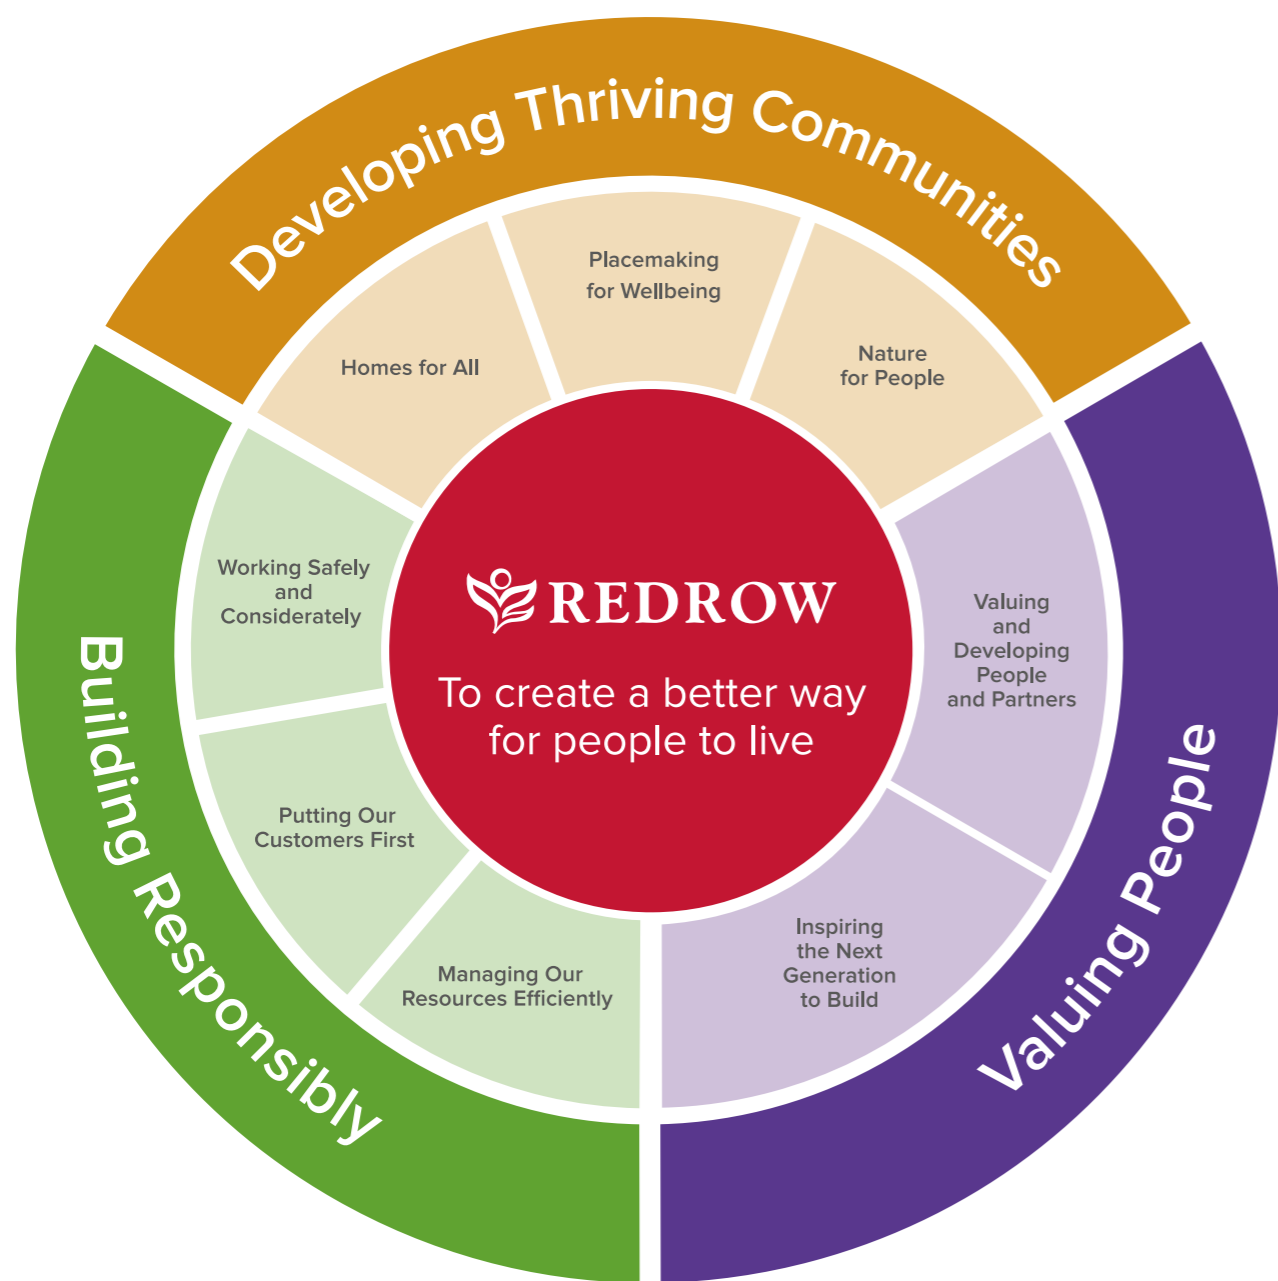 Developing Thriving Communities
Placemaking
for Wellbeing
Homes for All
Nature
for People
Working Safely
and
Considerately
Putting Our
Customers First
Managing Our
Resources Efficiently
Building Responsibly
REDROW
To create a better way
for people to live
Valuing
and
Developing
People
and Partners
Inspiring
the Next
Generation
to Build
Valuing People